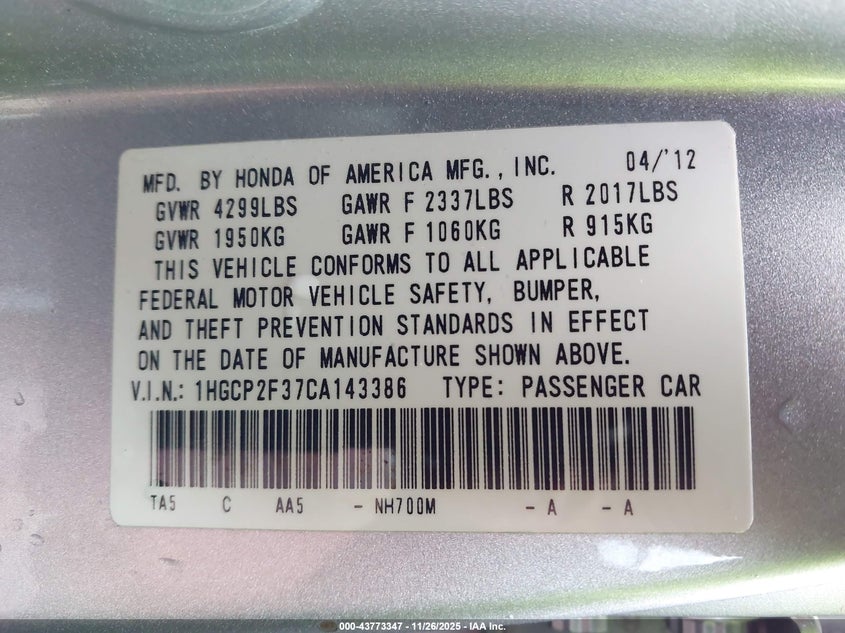 MFD. BY HONDA OF AMERICA MFG., INC. 04/'12
GVWR 4299LBS GAWR F 2337LBS R 2017LBS
GVWR 1950KG GAWR F 1060KG R 915KG
THIS VEHICLE CONFORMS TO ALL APPLICABLE
FEDERAL MOTOR VEHICLE SAFETY, BUMPER,
AND THEFT PREVENTION STANDARDS IN EFFECT
ON THE DATE OF MANUFACTURE SHOWN ABOVE.
V.I.N.: 1HGCP2F37CA143386 TYPE: PASSENGER CAR
TA5 C AA5 - NH700M - A - A
000-43773347 - 11/26/2025 - IAA Inc.